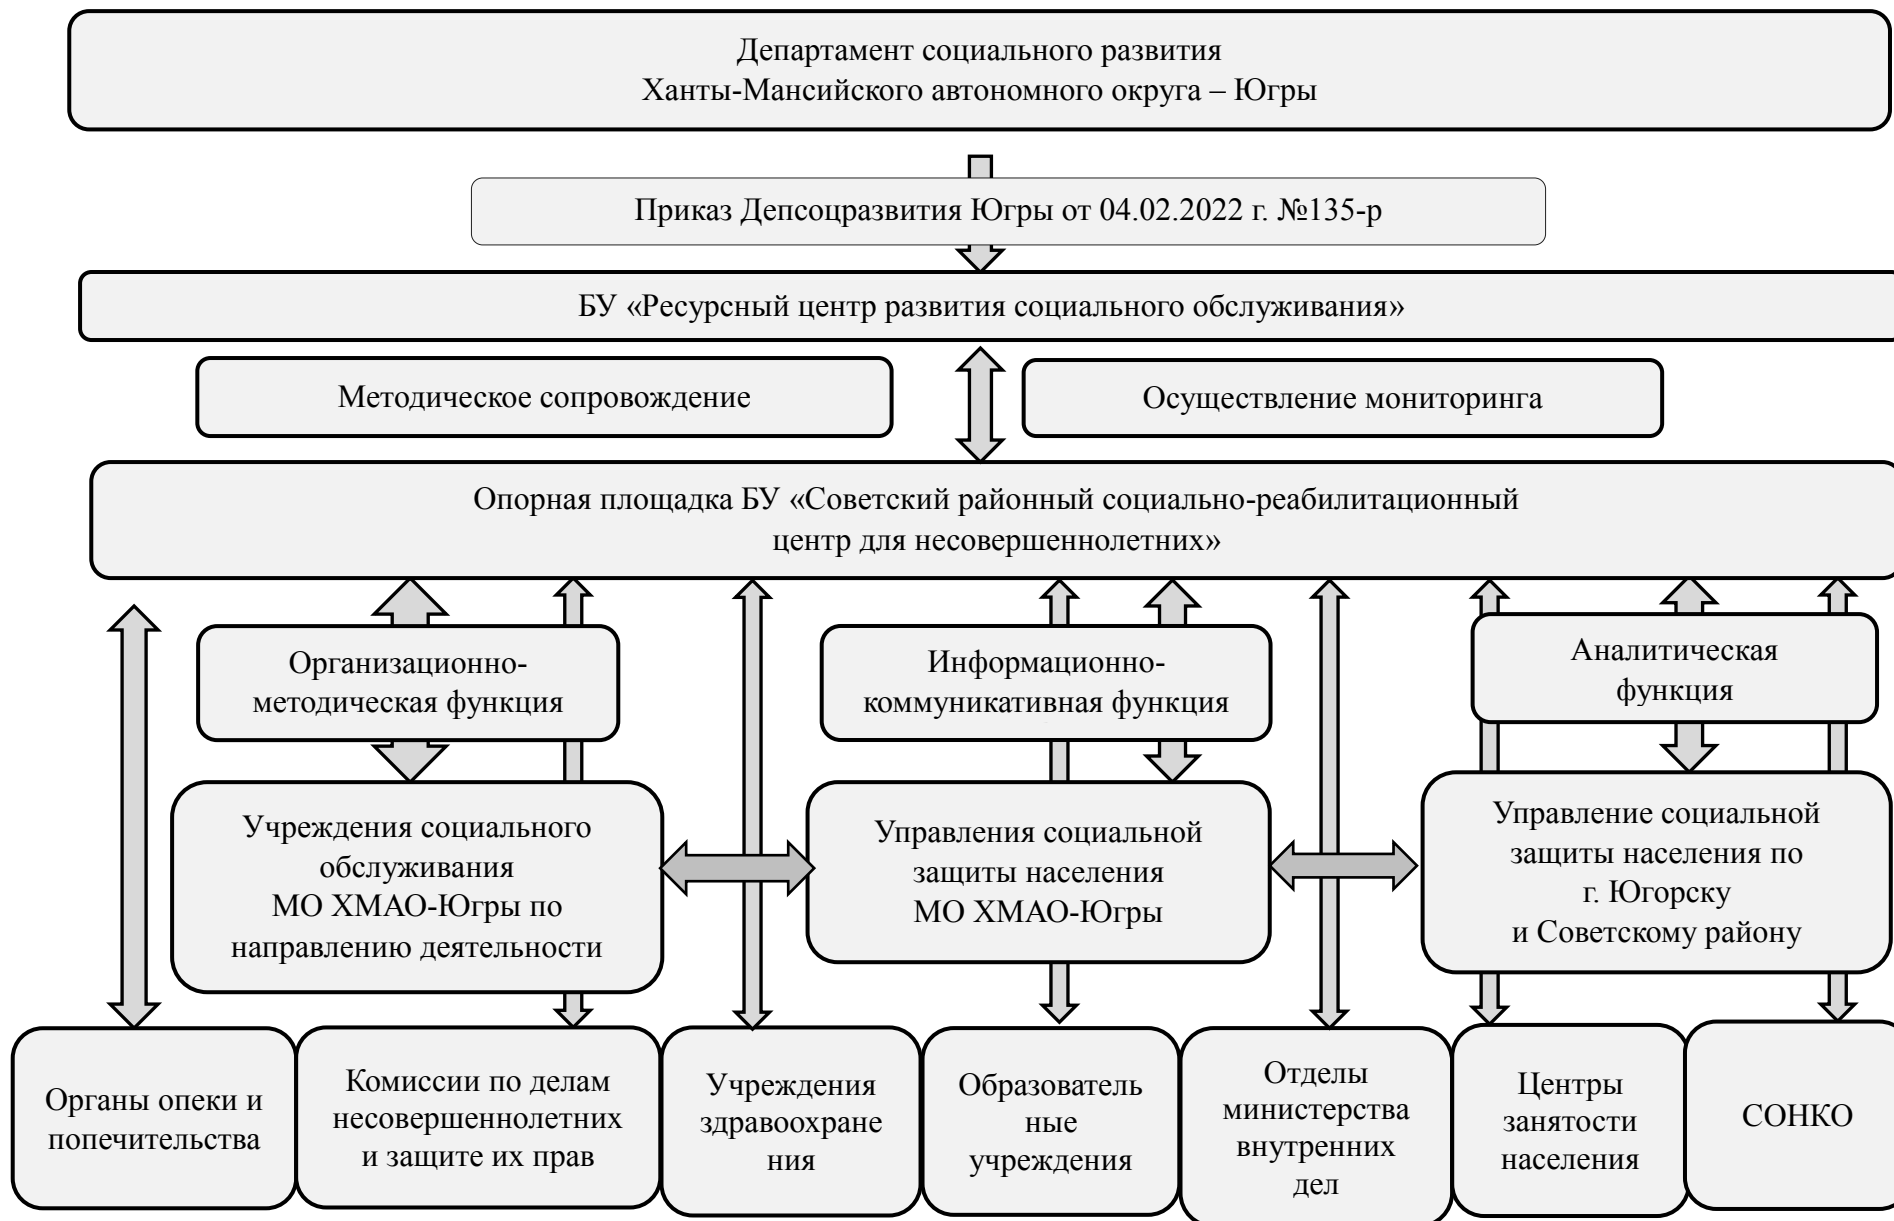 Департамент социального развития
Ханты-Мансийского автономного округа – Югры
Приказ Депсоцразвития Югры от 04.02.2022 г. №135-р
БУ «Ресурсный центр развития социального обслуживания»
Методическое сопровождение
Осуществление мониторинга
Опорная площадка БУ «Советский районный социально-реабилитационный
центр для несовершеннолетних»
Организационно-
методическая функция
Информационно-
коммуникативная функция
Аналитическая
функция
Учреждения социального
обслуживания
МО ХМАО-Югры по
направлению деятельности
Управления социальной
защиты населения
МО ХМАО-Югры
Управление социальной
защиты населения по
г. Югорску
и Советскому району
Органы опеки и
попечительства
Комиссии по делам
несовершеннолетних
и защите их прав
Учреждения
здравоохране
ния
Образователь
ные
учреждения
Отделы
министерства
внутренних
дел
Центры
занятости
населения
СОНКО